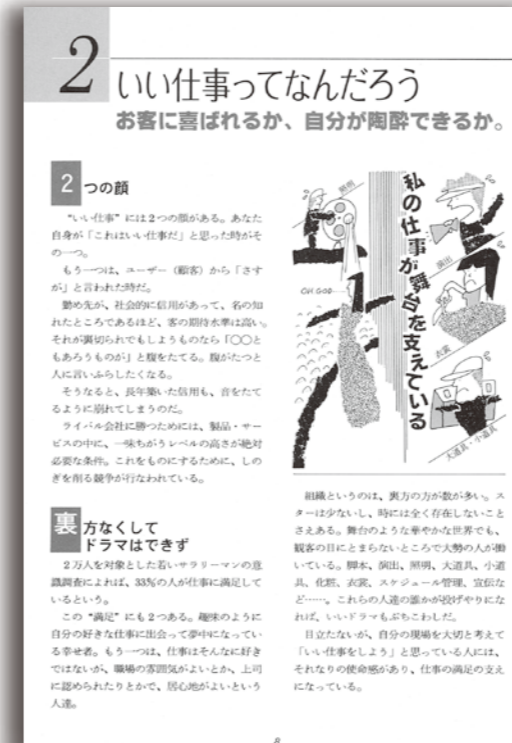 2
いい仕事ってなんだろう
お客に喜ばれるか、自分が陶酔できるか。
2つの顔
“いい仕事”には2つの顔がある。あなた
自身が「これはいい仕事だ」と思った時がそ
の一つ。
もう一つは、ユーザー（顧客）から「さす
が」と言われた時だ。
勤め先が、社会的に信用があって、名の知
れたところであるほど、客の期待水準は高い。
それが裏切られでもしようものなら「〇〇と
もあろうものが」と腹をたてる。腹がたつと
人に言いふらしたくなる。
そうなると、長年築いた信用も、音をたて
るように崩れてしまうのだ。
ライバル会社に勝つためには、製品・サー
ビスの中に、一味ちがうレベルの高さが絶対
必要な条件。これをものにするために、しの
ぎを削る競争が行なわれている。
裏方なくして
ドラマはできず
2万人を対象とした若いサラリーマンの意
識調査によれば、33%の人が仕事に満足して
いるという。
この“満足”にも2つある。趣味のように
自分の好きな仕事に出会って夢中になってい
る幸せ者。もう一つは、仕事はそんなに好き
ではないが、職場の雰囲気がよいとか、上司
に認められたりとかで、居心地がよいという
人達。
私の仕事が舞台を支えている
照明
演出
衣裳
大道具・小道具
OH! GOD
組織というのは、裏方の方が数が多い。ス
ターは少ないし、時には全く存在しないこと
さえある。舞台のような華やかな世界でも、
観客の目にとまらないところで大勢の人が働
いている。脚本、演出、照明、大道具、小道
具、化粧、衣裳、スケジュール管理、宣伝な
ど……。これらの人達の誰かが投げやりにな
れば、いいドラマもぶちこわしだ。
目立たないが、自分の現場を大切と考えて
「いい仕事をしよう」と思っている人には、
それなりの使命感があり、仕事の満足の支え
になっている。
8